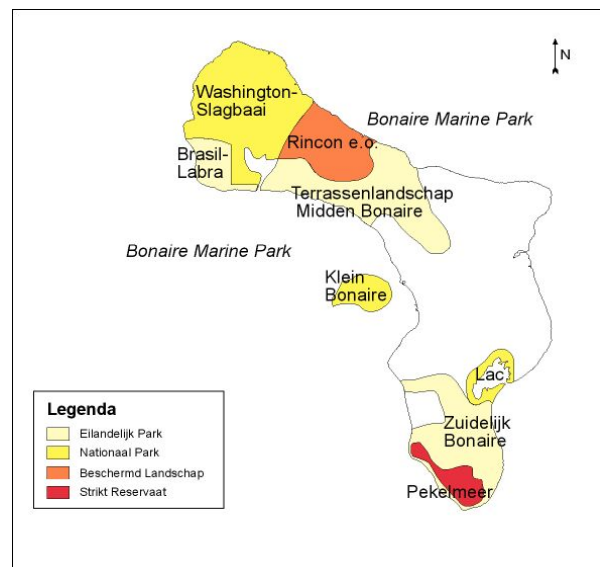 N
Washington-
Slagbaai
Bonaire Marine Park
Rincon e.o.
Brasil-
Labra
Terrassenlandschap
Midden Bonaire
Bonaire Marine Park
Klein
Bonaire
Lac.
Zuidelijk
Bonaire
Pekelmeer
Legenda
Eilandelijk Park
Nationaal Park
Beschermd Landschap
Strikt Reservaat